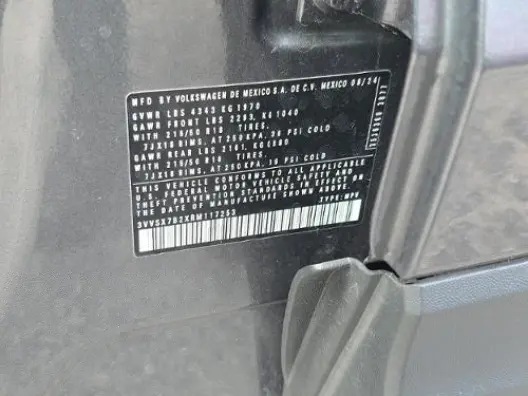 MFD BY VOLKSWAGEN DE MEXICO S.A. DE C.V. MEXICO 08/24
GVWR LBS 4343 KG 1970
GAWR FRONT LBS 2293, KG 1040
WITH 215/50 R18 TIRES,
7JX18 RIMS, AT 250 KPA, 36 PSI COLD
GAWR REAR LBS 2161, KG 980
WITH 215/50 R18 TIRES,
7JX18 RIMS, AT 250 KPA, PSI COLD
THIS VEHICLE CONFORMS TO ALL APPLICABLE
U.S. FEDERAL MOTOR VEHICLE SAFETY AND
THEFT PREVENTION STANDARDS IN EFFECT ON
THE DATE OF MANUFACTURE SHOWN ABOVE.
TYPE: MPV